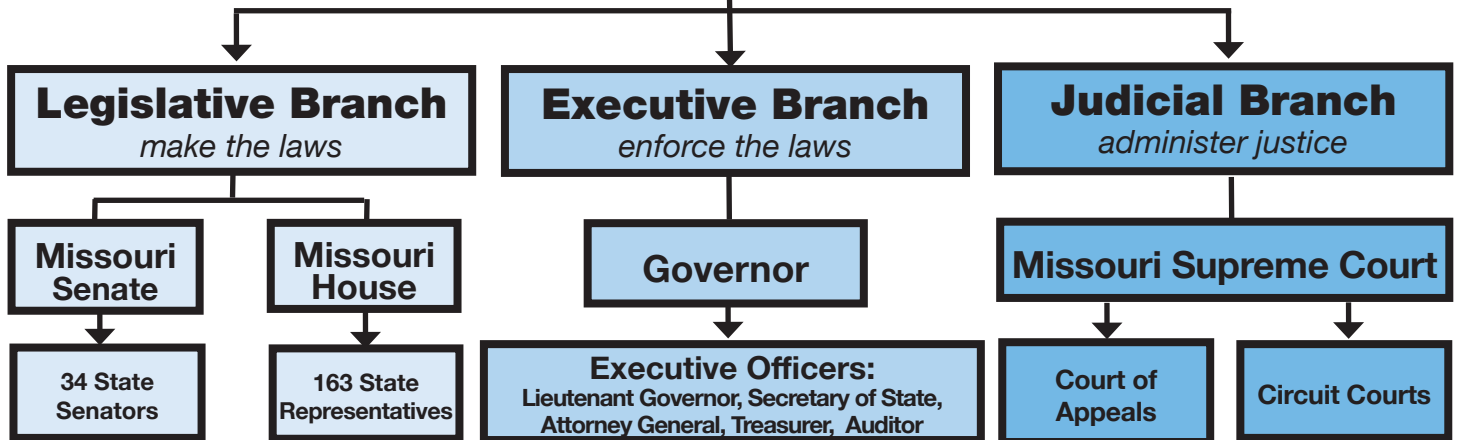 Legislative Branch
make the laws
Executive Branch
enforce the laws
Judicial Branch
administer justice
Missouri
Senate
Missouri
House
Governor
Missouri Supreme Court
34 State
Senators
163 State
Representatives
Executive Officers:
Lieutenant Governor, Secretary of State,
Attorney General, Treasurer, Auditor
Court of
Appeals
Circuit Courts